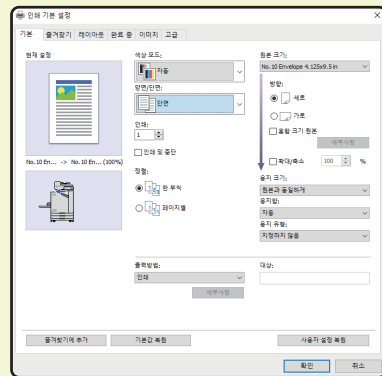 인쇄 기본 설정
기본 즐겨찾기 레이아웃 완료 중 이미지 고급
현재 설정
No. 10 En... -> No. 10 En... (100%)
색상 모드:
자동
양면/단면:
단면
인쇄:
1
인쇄 및 중단
정렬:
한 부씩
페이지별
출력방법:
인쇄
세부사항
원본 크기:
No. 10 Envelope 4.125x9.5 in
방향:
세로
가로
혼합 크기 원본
세부사항
확대/축소 100 %
용지 크기:
원본과 동일하게
용지함:
자동
용지 유형:
지정하지 않음
대상:
즐겨찾기에 추가 기본값 복원 사용자 설정 복원
확인 취소